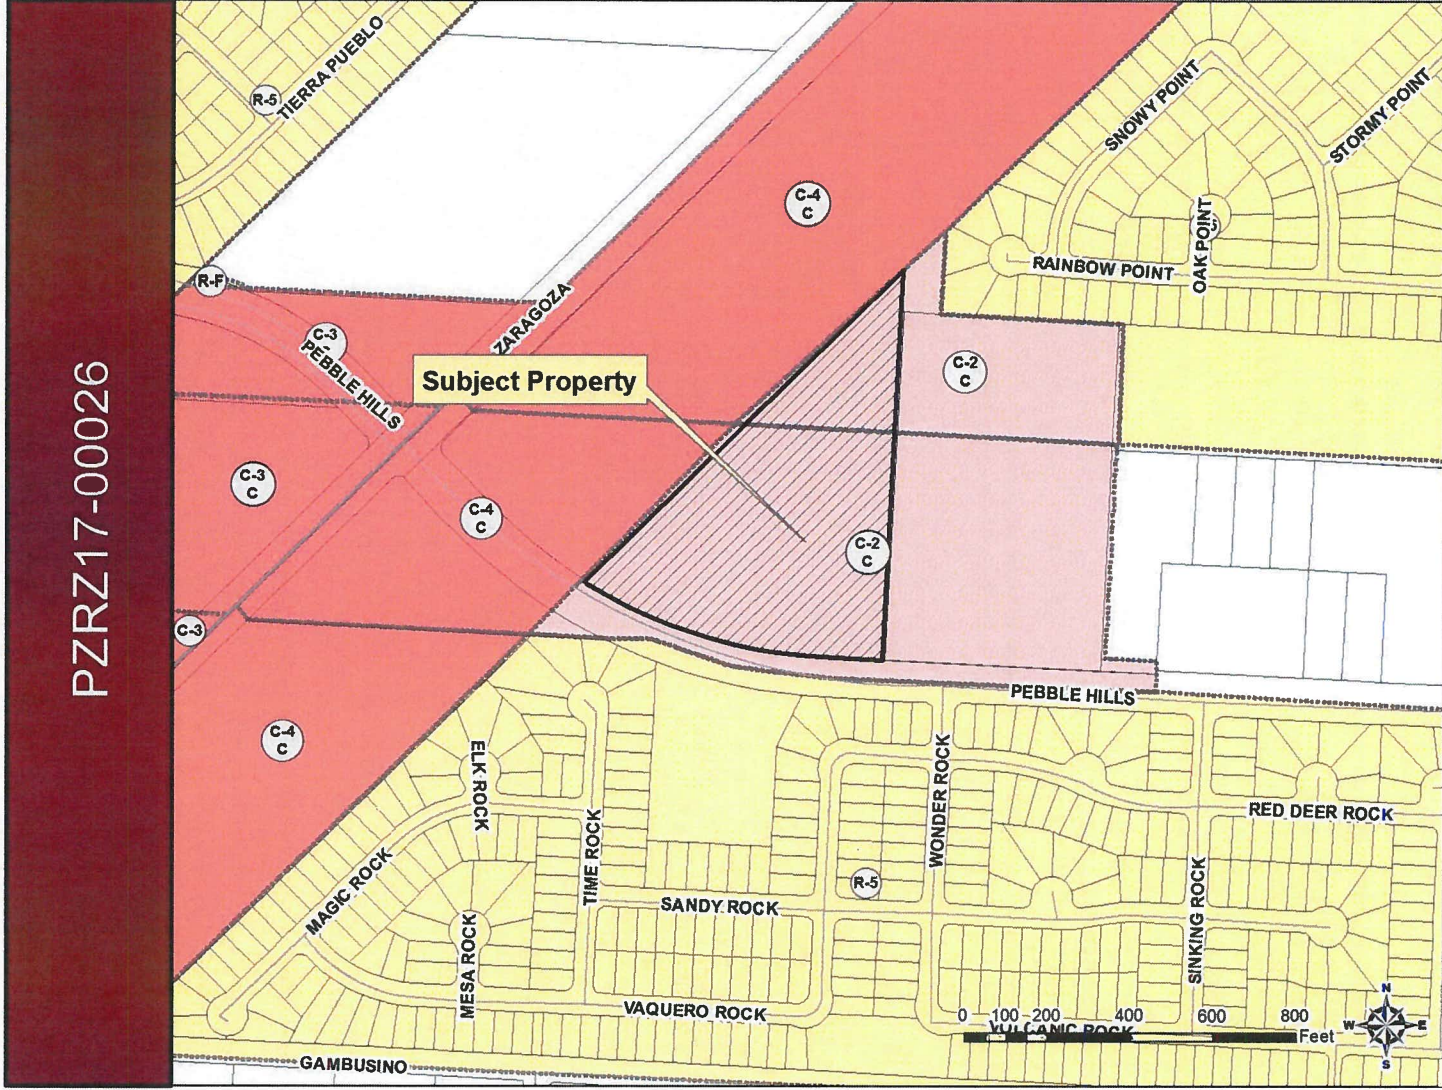 PZRZ17-00026
TIERRA PUEBLO
R-5
SNOWY POINT
STORMY POINT
C-4
C
OAK POINT
RAINBOW POINT
R-F
ZARAGOZA
C-3
PEBBLE HILLS
Subject Property
C-2
C
C-3
C
C-4
C
C-2
C
C-3
PEBBLE HILLS
C-4
C
ELK ROCK
WONDER ROCK
RED DEER ROCK
TIME ROCK
MAGIC ROCK
R-5
SANDY ROCK
SINKING ROCK
MESA ROCK
VAQUERO ROCK
0 100 200 400 600 800
Feet
VOLCANIC ROCK
N
W E
S
GAMBUSINO